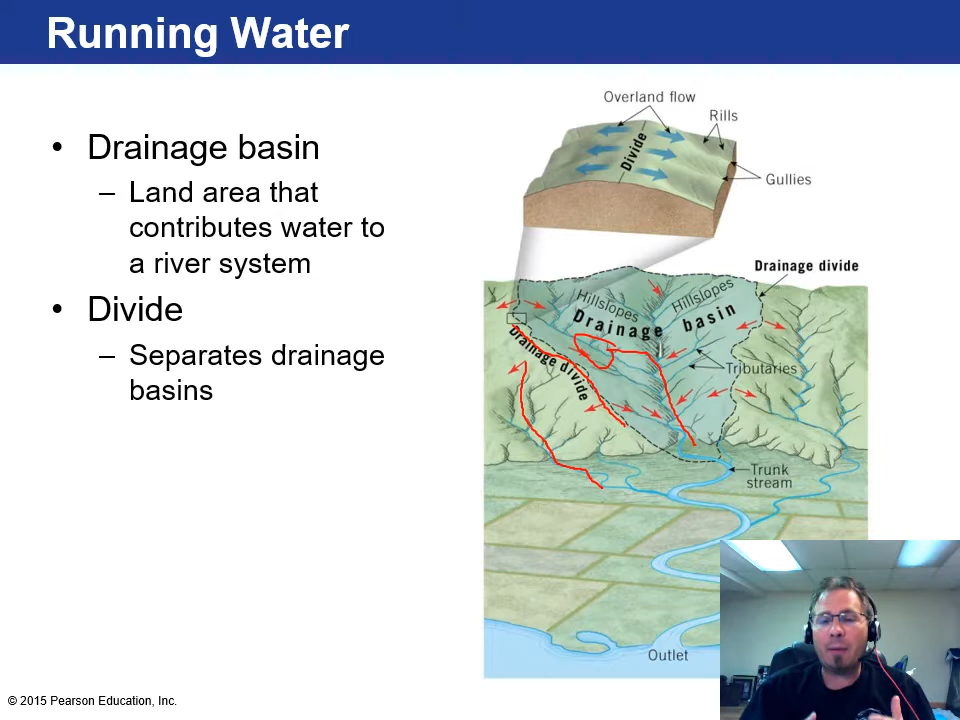 Running Water
• Drainage basin
– Land area that
contributes water to
a river system
• Divide
– Separates drainage
basins
Overland flow
Rills
Divide
Gullies
Drainage divide
Hillslopes
Hillslopes
Drainage basin
Drainage divide
Tributaries
Trunk
stream
Outlet
© 2015 Pearson Education, Inc.